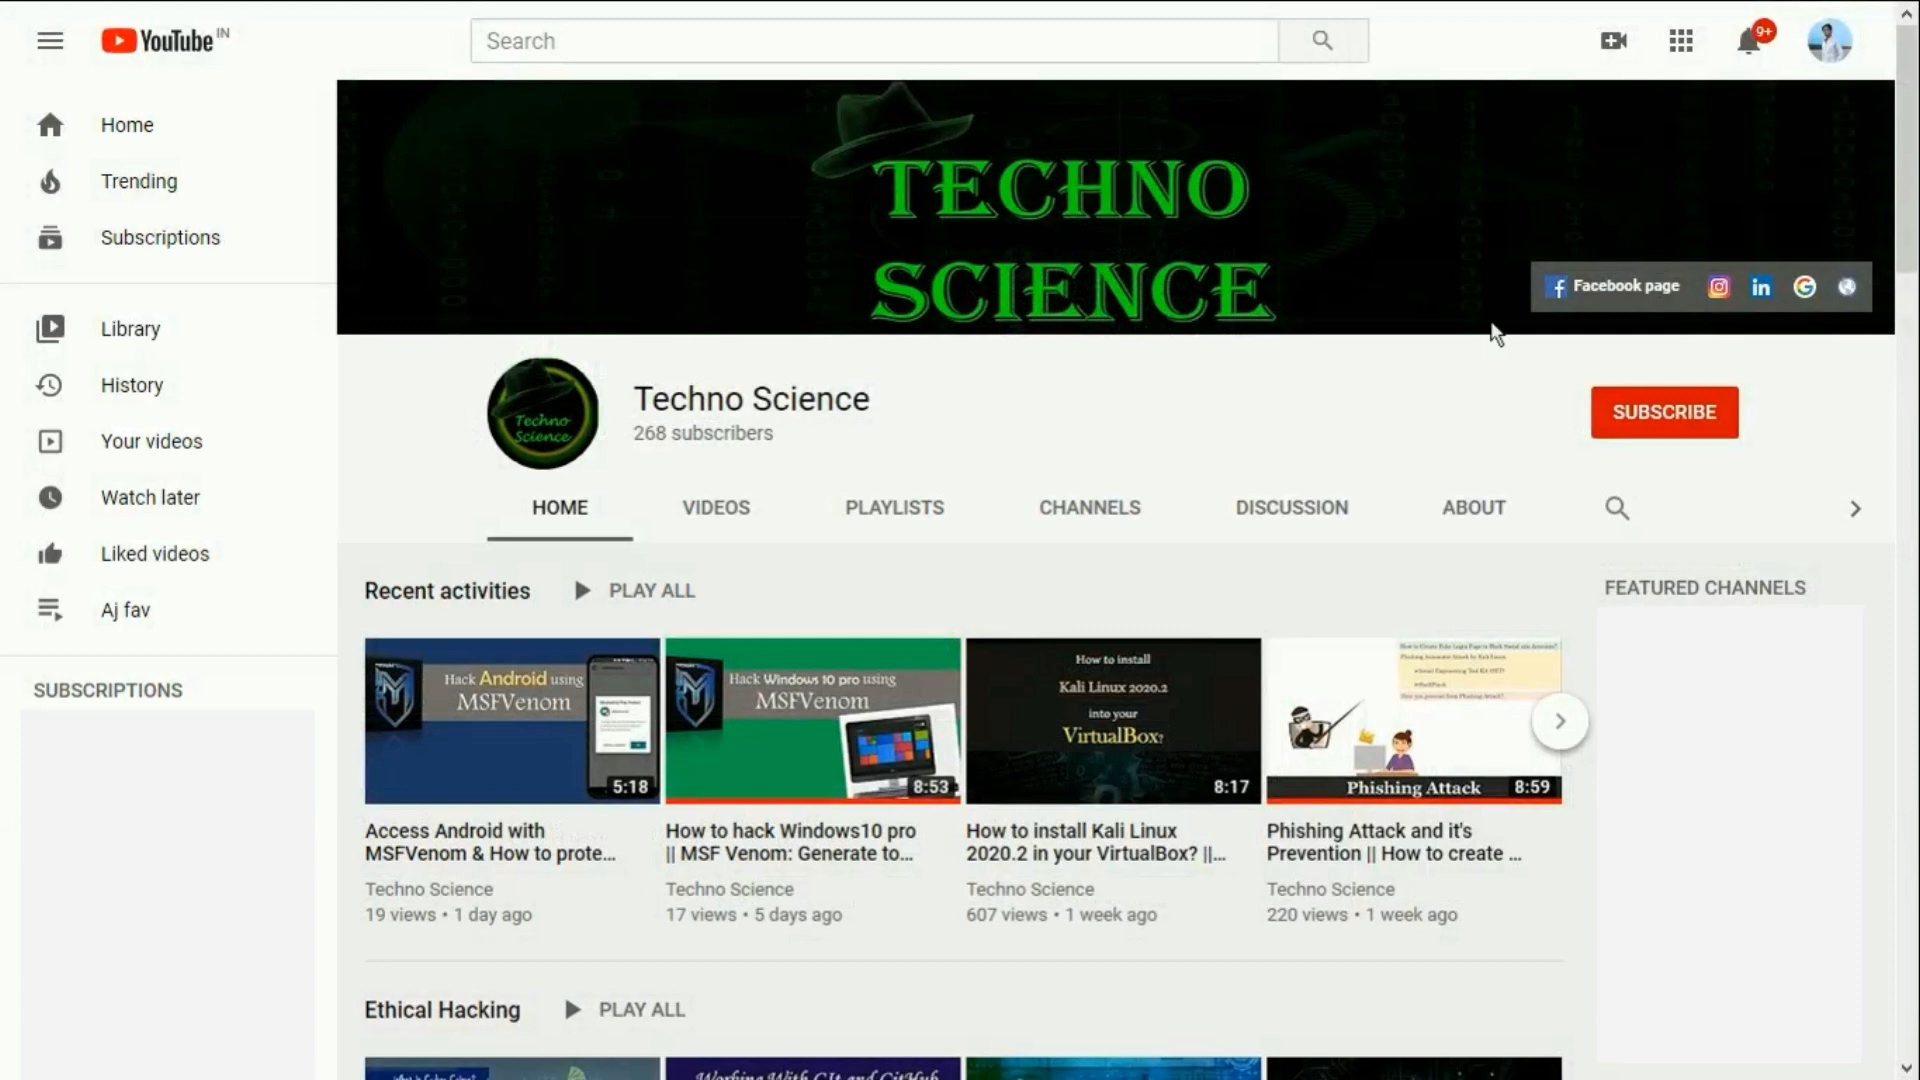 YouTube IN
Search
9+
Home
Trending
Subscriptions
Library
History
Your videos
Watch later
Liked videos
Aj fav
SUBSCRIPTIONS
TECHNO
SCIENCE
Facebook page
Techno
Science
Techno Science
268 subscribers
SUBSCRIBE
HOME
VIDEOS
PLAYLISTS
CHANNELS
DISCUSSION
ABOUT
Recent activities
PLAY ALL
FEATURED CHANNELS
Hack Android using
MSFVenom
5:18
Access Android with
MSFVenom & How to prote...
Techno Science
19 views • 1 day ago
Hack Windows 10 pro using
MSFVenom
8:53
How to hack Windows10 pro
|| MSF Venom: Generate to...
Techno Science
17 views • 5 days ago
How to install
Kali Linux 2020.2
into your
VirtualBox?
8:17
How to install Kali Linux
2020.2 in your VirtualBox? ||...
Techno Science
607 views • 1 week ago
Phishing Attack
8:59
Phishing Attack and it's
Prevention || How to create ...
Techno Science
220 views • 1 week ago
Ethical Hacking
PLAY ALL
Working With GIt and GitHub